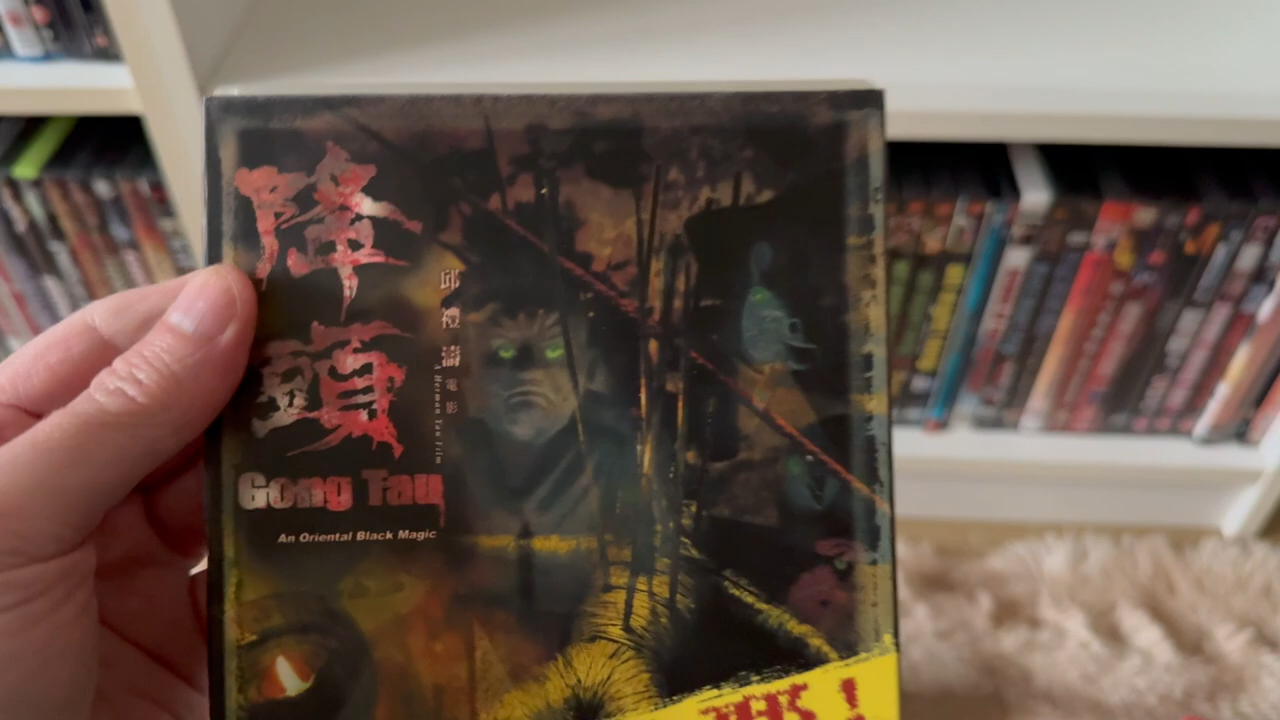 降
頭
邱禮濤電影
A Herman Yau Film
Gong Tau
An Oriental Black Magic